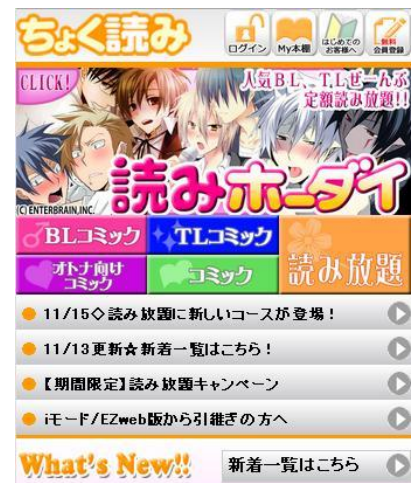 ちょく読み
ログイン
My本棚
はじめての
お客様へ
無料
会員登録
CLICK!
人気BL、TLぜーんぶ
定額読み放題!!
読みホーダイ
(C) ENTERBRAIN,INC.
BLコミック
TLコミック
オトナ向け
コミック
コミック
読み放題
11/15◇読み放題に新しいコースが登場!
11/13更新☆新着一覧はこちら!
【期間限定】読み放題キャンペーン
iモード/EZweb版から引継ぎの方へ
What's New!!
新着一覧はこちら